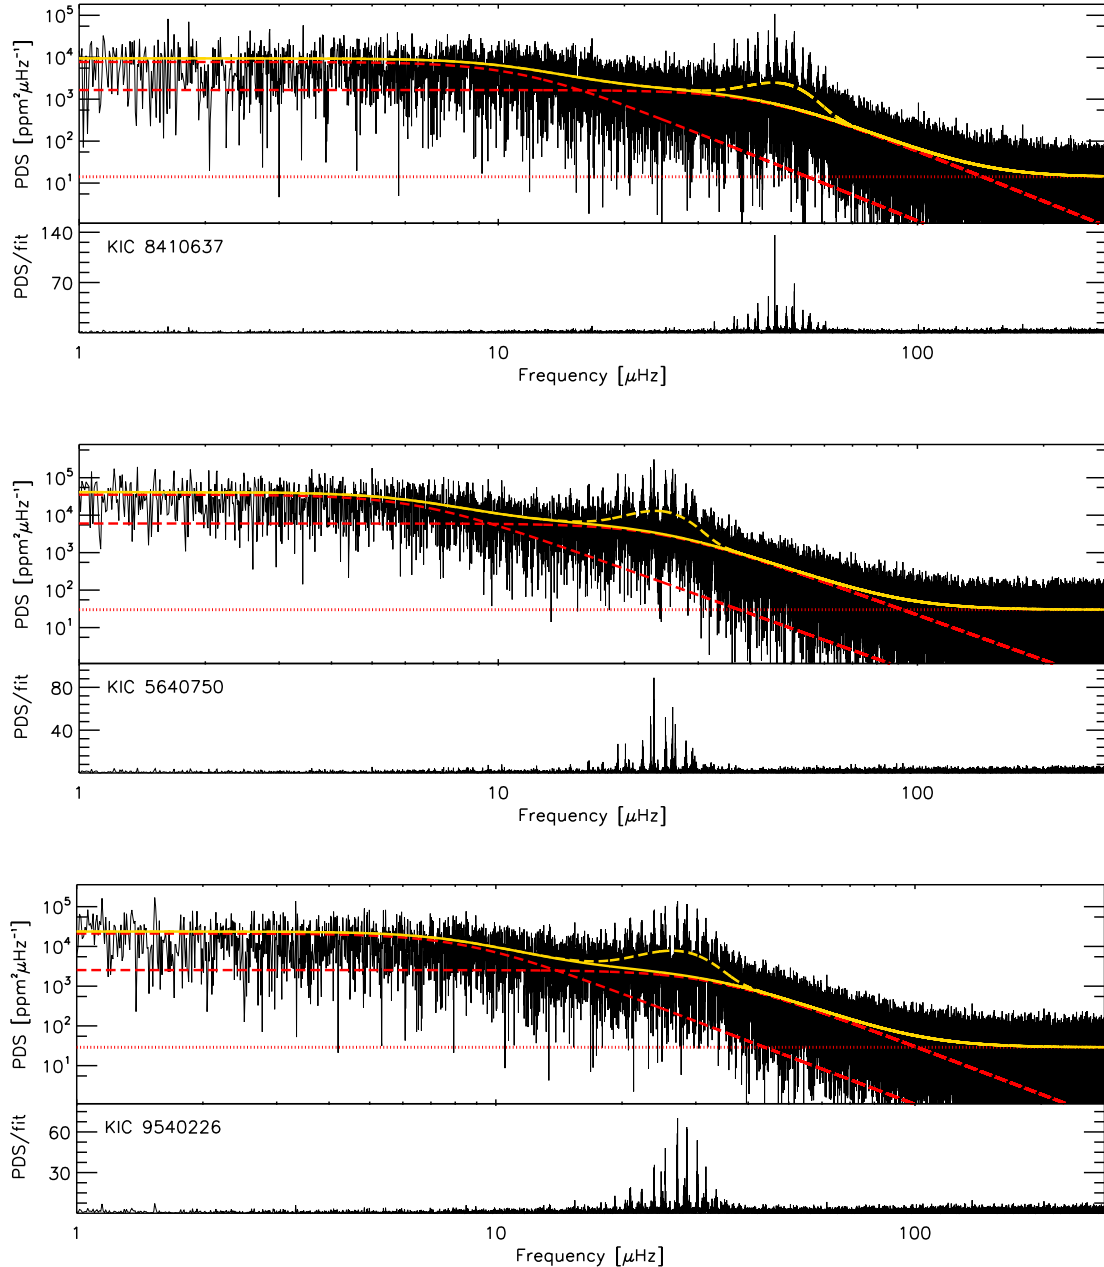 10⁵
10⁴
10³
10²
10¹
PDS [ppm²μHz⁻¹]
140
70
PDS/fit
KIC 8410637
1 10 100
Frequency [μHz]
10⁵
10⁴
10³
10²
10¹
PDS [ppm²μHz⁻¹]
80
40
PDS/fit
KIC 5640750
1 10 100
Frequency [μHz]
10⁵
10⁴
10³
10²
10¹
PDS [ppm²μHz⁻¹]
60
30
PDS/fit
KIC 9540226
1 10 100
Frequency [μHz]